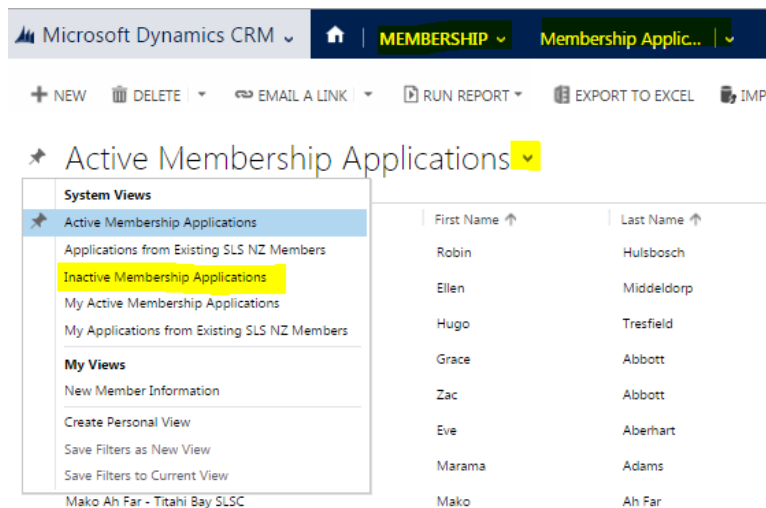 Microsoft Dynamics CRM MEMBERSHIP Membership Applic...
NEW DELETE EMAIL A LINK RUN REPORT EXPORT TO EXCEL IMP
Active Membership Applications
System Views
Active Membership Applications
Applications from Existing SLS NZ Members
Inactive Membership Applications
My Active Membership Applications
My Applications from Existing SLS NZ Members
My Views
New Member Information
Create Personal View
Save Filters as New View
Save Filters to Current View
First Name Last Name
Robin Hulsbosch
Ellen Middeldorp
Hugo Tresfield
Grace Abbott
Zac Abbott
Eve Aberhart
Marama Adams
Mako Ah Far - Titahi Bay SLSC Mako Ah Far